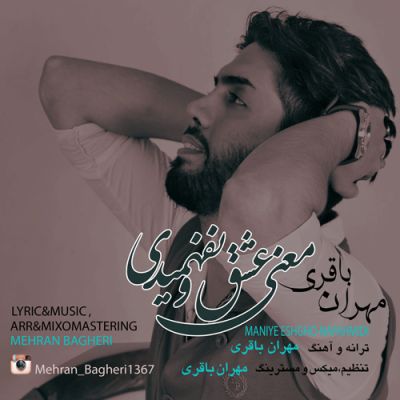 معنی عشق و نفهمیدی
مهران باقری
MANIYE ESHGHO NAFAHMIDI
LYRIC&MUSIC ,
ARR&MIXOMASTERING
MEHRAN BAGHERI
ترانه و آهنگ مهران باقری
تنظیم،میکس و مسترینگ مهران باقری
Mehran_Bagheri1367